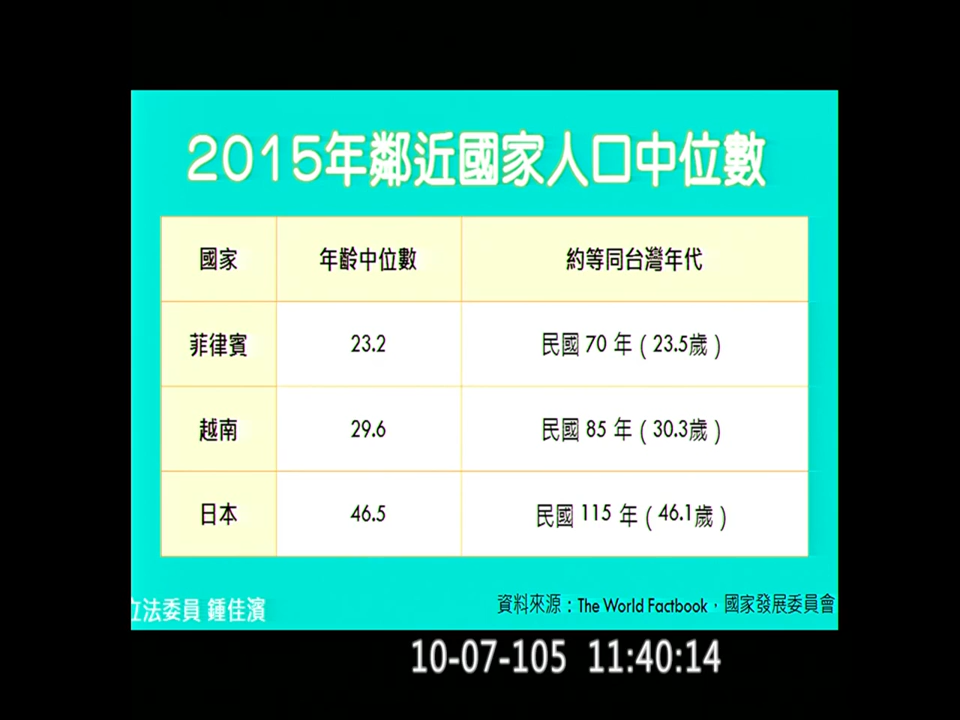 2015年鄰近國家人口中位數
國家 年齡中位數 約等同台灣年代
菲律賓 23.2 民國 70 年 ( 23.5歲 )
越南 29.6 民國 85 年 ( 30.3歲 )
日本 46.5 民國 115 年 ( 46.1歲 )
立法委員 鍾佳濱
資料來源：The World Factbook，國家發展委員會
10-07-105 11:40:14